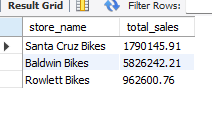 Result Grid Filter Rows:
store_name total_sales
Santa Cruz Bikes 1790145.91
Baldwin Bikes 5826242.21
Rowlett Bikes 962600.76